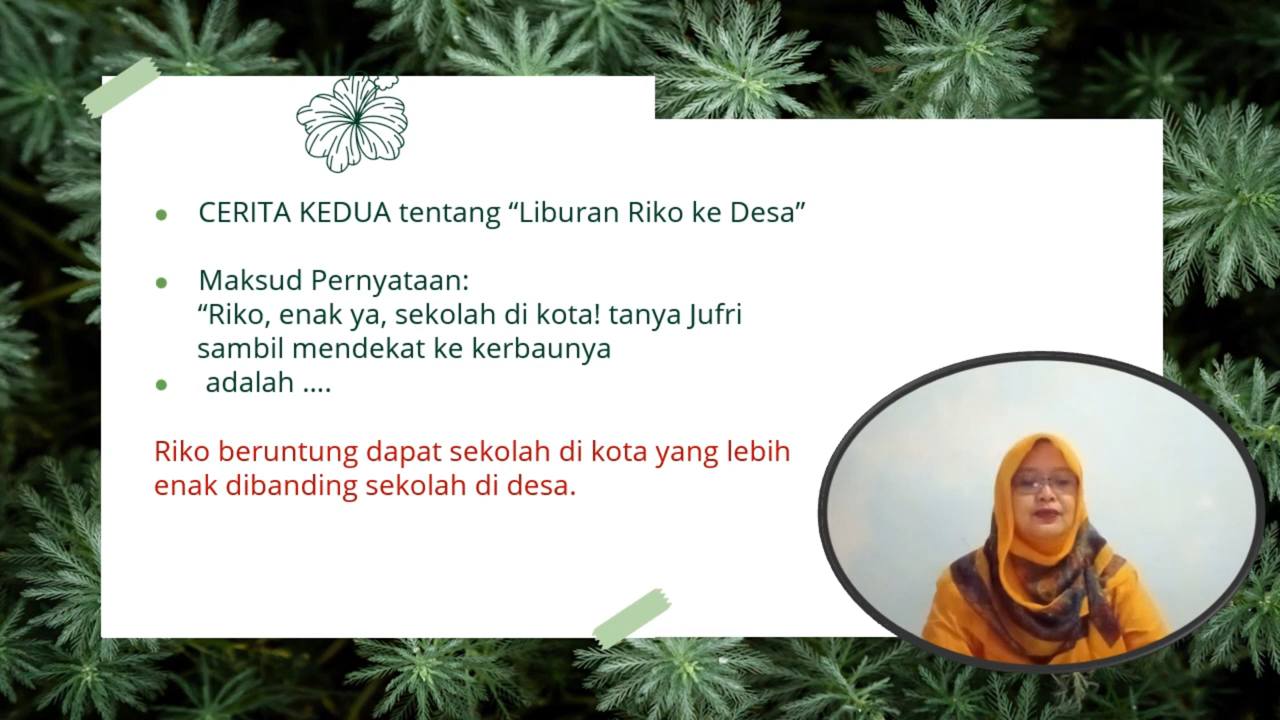 CERITA KEDUA tentang “Liburan Riko ke Desa”
Maksud Pernyataan:
“Riko, enak ya, sekolah di kota! tanya Jufri
sambil mendekat ke kerbaunya
adalah ....
Riko beruntung dapat sekolah di kota yang lebih
enak dibanding sekolah di desa.